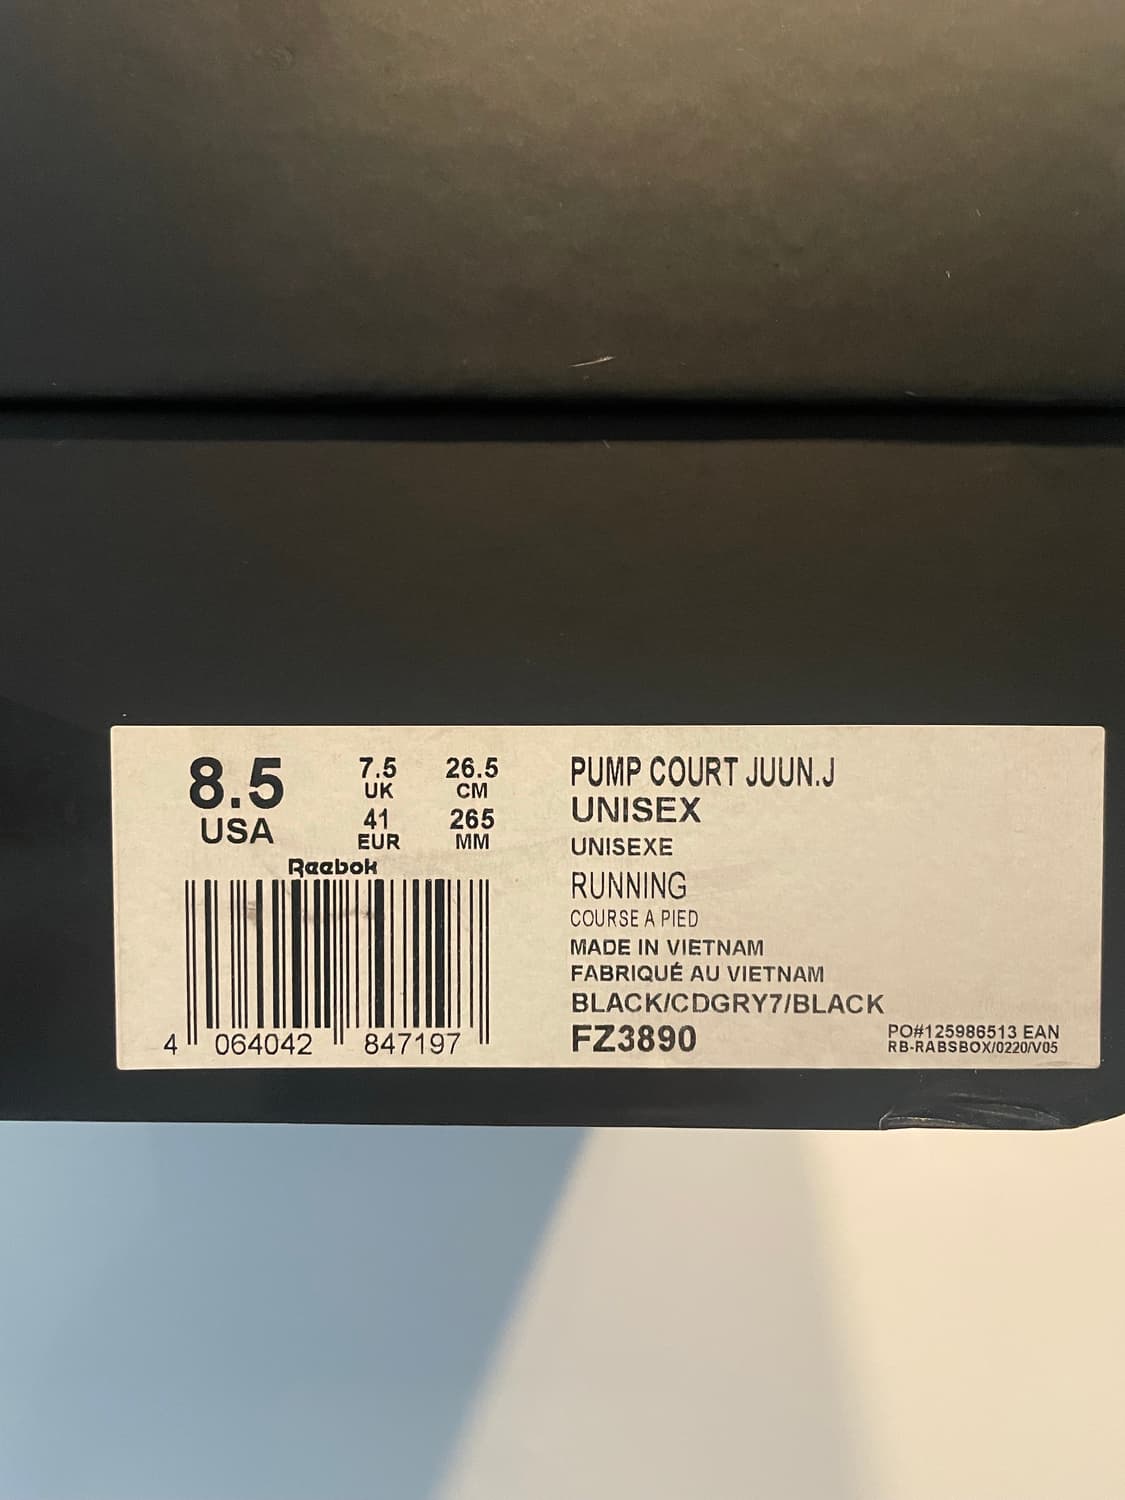 8.5
USA
7.5
UK
41
EUR
26.5
CM
265
MM
Reebok
4 064042 847197
PUMP COURT JUUN.J
UNISEX
UNISEXE
RUNNING
COURSE A PIED
MADE IN VIETNAM
FABRIQUÉ AU VIETNAM
BLACK/CDGRY7/BLACK
FZ3890
PO#125986513 EAN
RB-RABSBOX/0220/V05